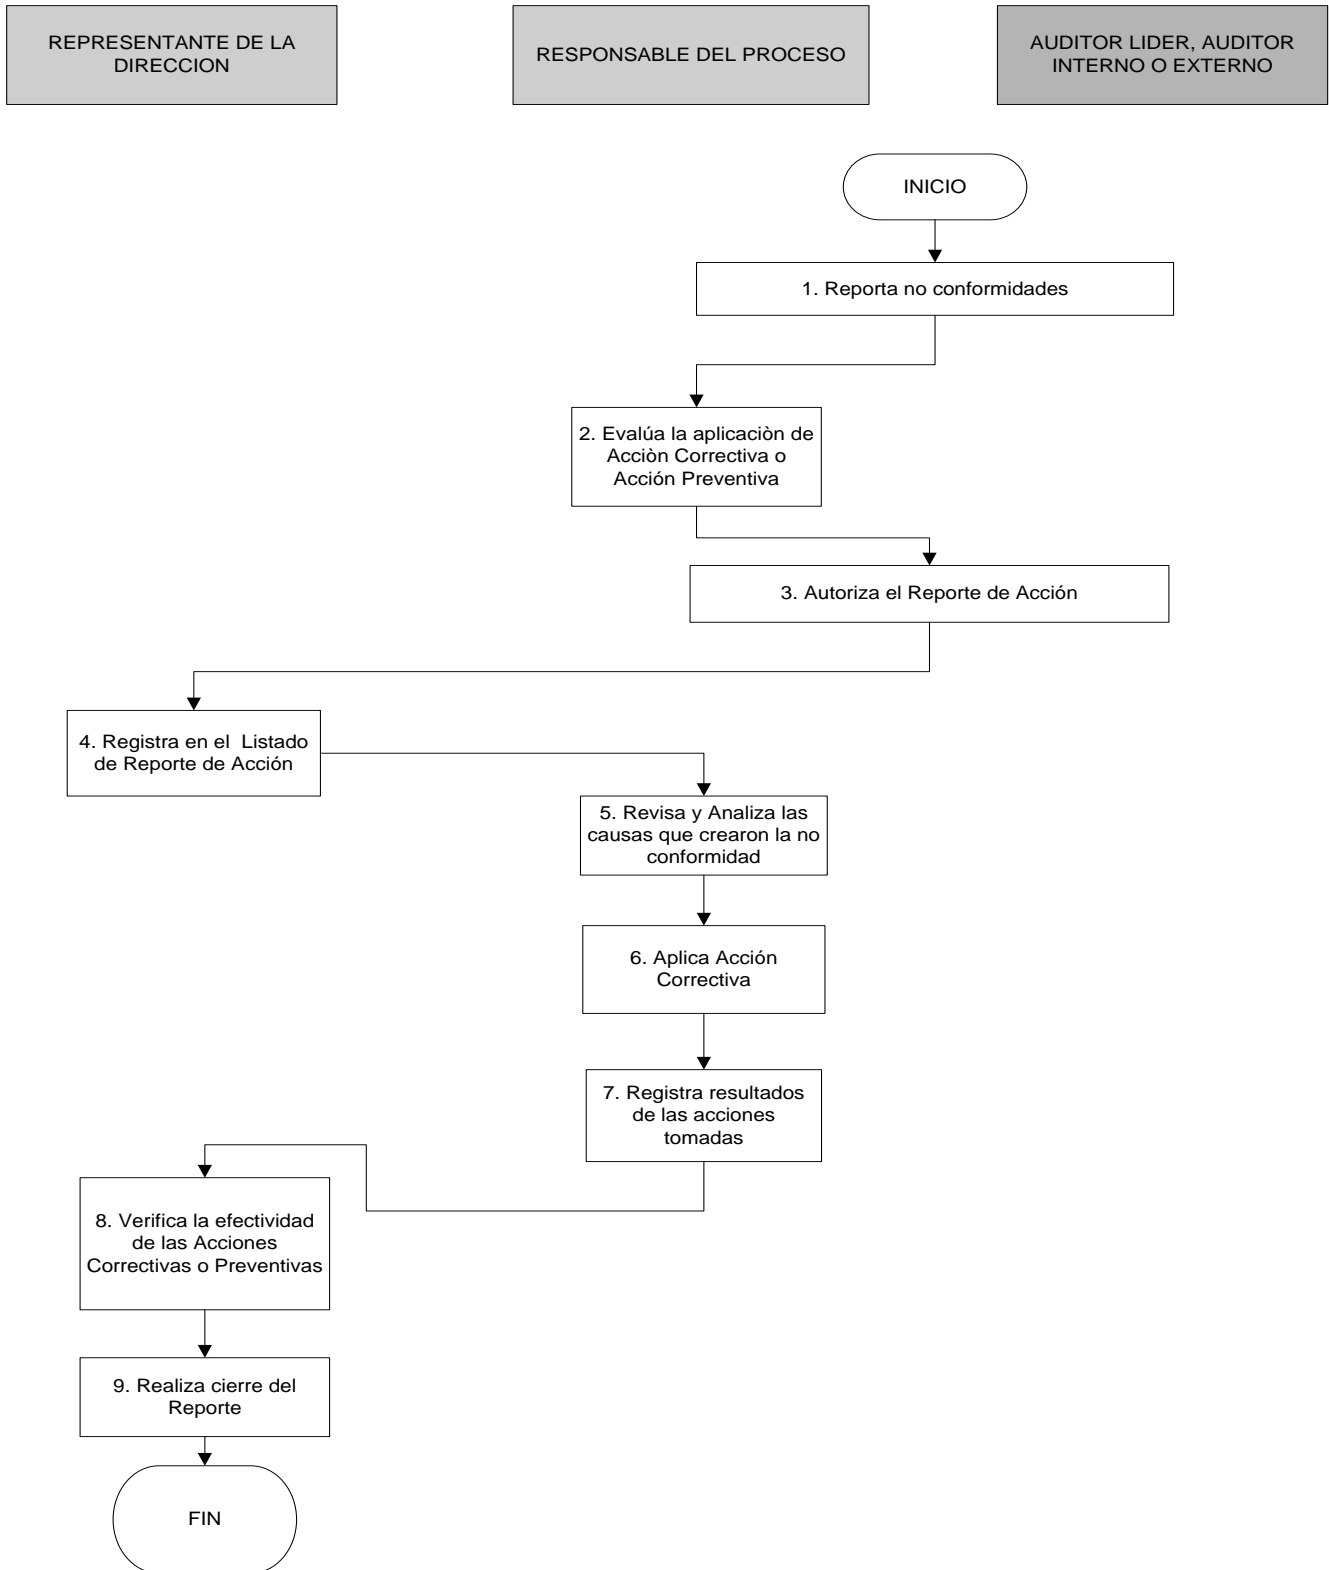 REPRESENTANTE DE LA
DIRECCION
RESPONSABLE DEL PROCESO
AUDITOR LIDER, AUDITOR
INTERNO O EXTERNO
INICIO
1. Reporta no conformidades
2. Evalúa la aplicaciòn de
Acciòn Correctiva o
Acción Preventiva
3. Autoriza el Reporte de Acción
4. Registra en el  Listado
de Reporte de Acción
5. Revisa y Analiza las
causas que crearon la no
conformidad
6. Aplica Acción
Correctiva
7. Registra resultados
de las acciones
tomadas
8. Verifica la efectividad
de las Acciones
Correctivas o Preventivas
9. Realiza cierre del
Reporte
FIN